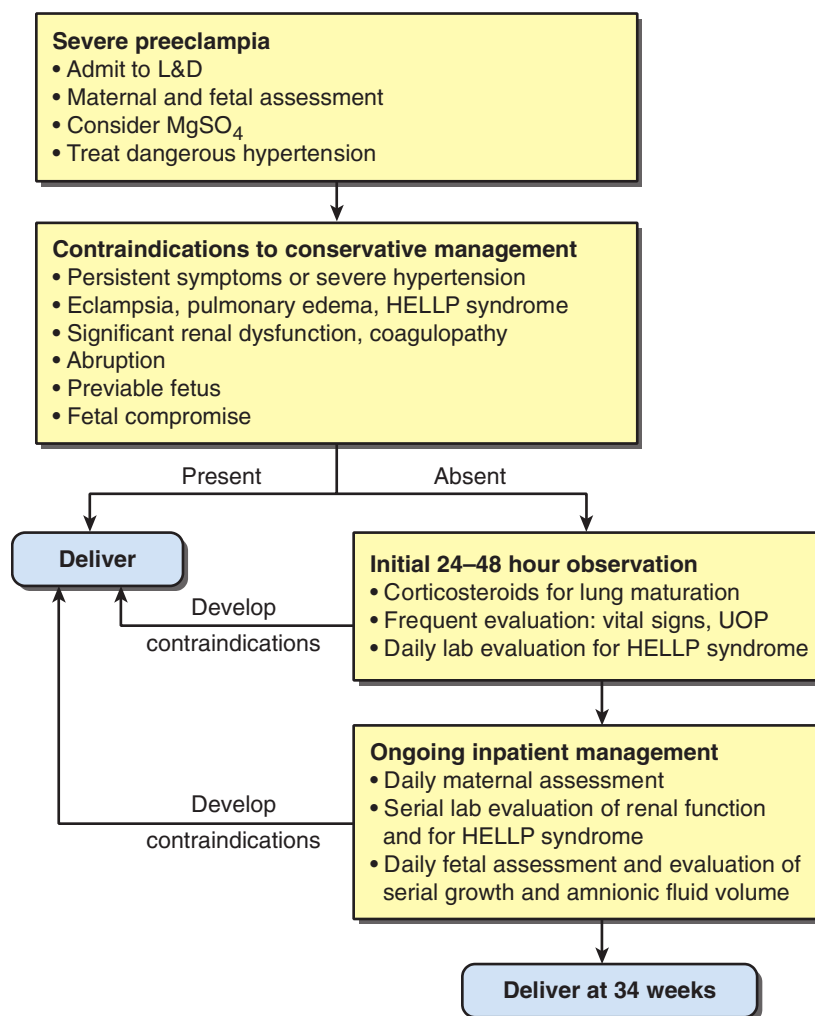 Severe preeclampia
• Admit to L&D
• Maternal and fetal assessment
• Consider MgSO4
• Treat dangerous hypertension
Contraindications to conservative management
• Persistent symptoms or severe hypertension
• Eclampsia, pulmonary edema, HELLP syndrome
• Significant renal dysfunction, coagulopathy
• Abruption
• Previable fetus
• Fetal compromise
Present
Absent
Deliver
Initial 24–48 hour observation
• Corticosteroids for lung maturation
• Frequent evaluation: vital signs, UOP
• Daily lab evaluation for HELLP syndrome
Develop
contraindications
Ongoing inpatient management
• Daily maternal assessment
• Serial lab evaluation of renal function
and for HELLP syndrome
• Daily fetal assessment and evaluation of
serial growth and amnionic fluid volume
Develop
contraindications
Deliver at 34 weeks